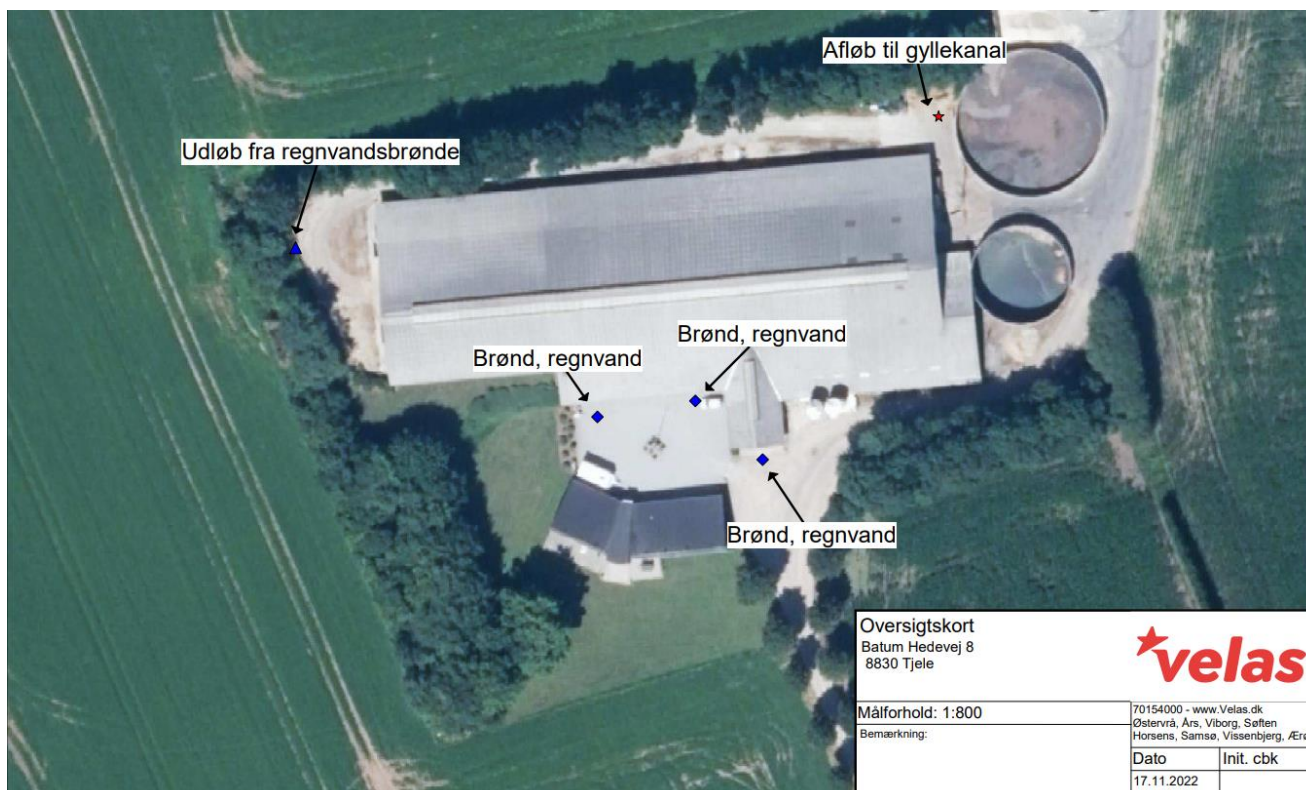 Afløb til gyllekanal
Udløb fra regnvandsbrønde
Brønd, regnvand
Brønd, regnvand
Brønd, regnvand
Oversigtskort
Batum Hedevej 8
8830 Tjele
velas
Målforhold: 1:800
Bemærkning:
70154000 - www.Velas.dk
Østervrå, Års, Viborg, Søften
Horsens, Samsø, Vissenbjerg, Ærø
Dato
Init. cbk
17.11.2022